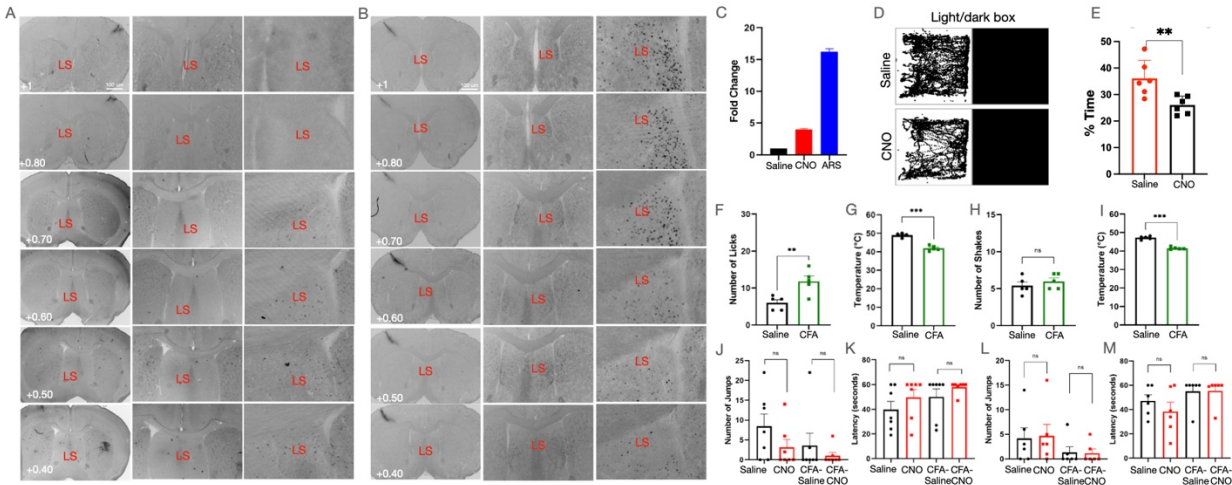 A
B
C
D
E
LS
LS
LS
+1
LS
LS
LS
+0.80
LS
LS
LS
+0.70
LS
LS
LS
+0.60
LS
LS
LS
+0.50
LS
LS
LS
+0.40
LS
LS
LS
+1
LS
LS
LS
+0.80
LS
LS
LS
+0.70
LS
LS
LS
+0.60
LS
LS
LS
+0.50
LS
LS
LS
+0.40
Fold Change
20
15
10
5
0
Saline CNO ARS
Light/dark box
Saline
CNO
**
% Time
50
40
30
20
10
0
Saline CNO
F
**
Number of Licks
30
20
10
0
Saline CFA
G
***
Temperature (°C)
60
50
40
30
20
10
0
Saline CFA
H
ns
Number of Shakes
15
10
5
0
Saline CFA
I
***
Temperature (°C)
60
50
40
30
20
10
0
Saline CFA
J
ns ns
Number of Jumps
25
20
15
10
5
0
Saline CNO CFA- CFA-
Saline CNO
K
ns ns
Latency (seconds)
80
60
40
20
0
Saline CNO CFA- CFA-
SalineCNO
L
ns ns
Number of Jumps
25
20
15
10
5
0
Saline CNO CFA- CFA-
SalineCNO
M
ns ns
Latency (seconds)
80
60
40
20
0
Saline CNO CFA- CFA-
Saline CNO